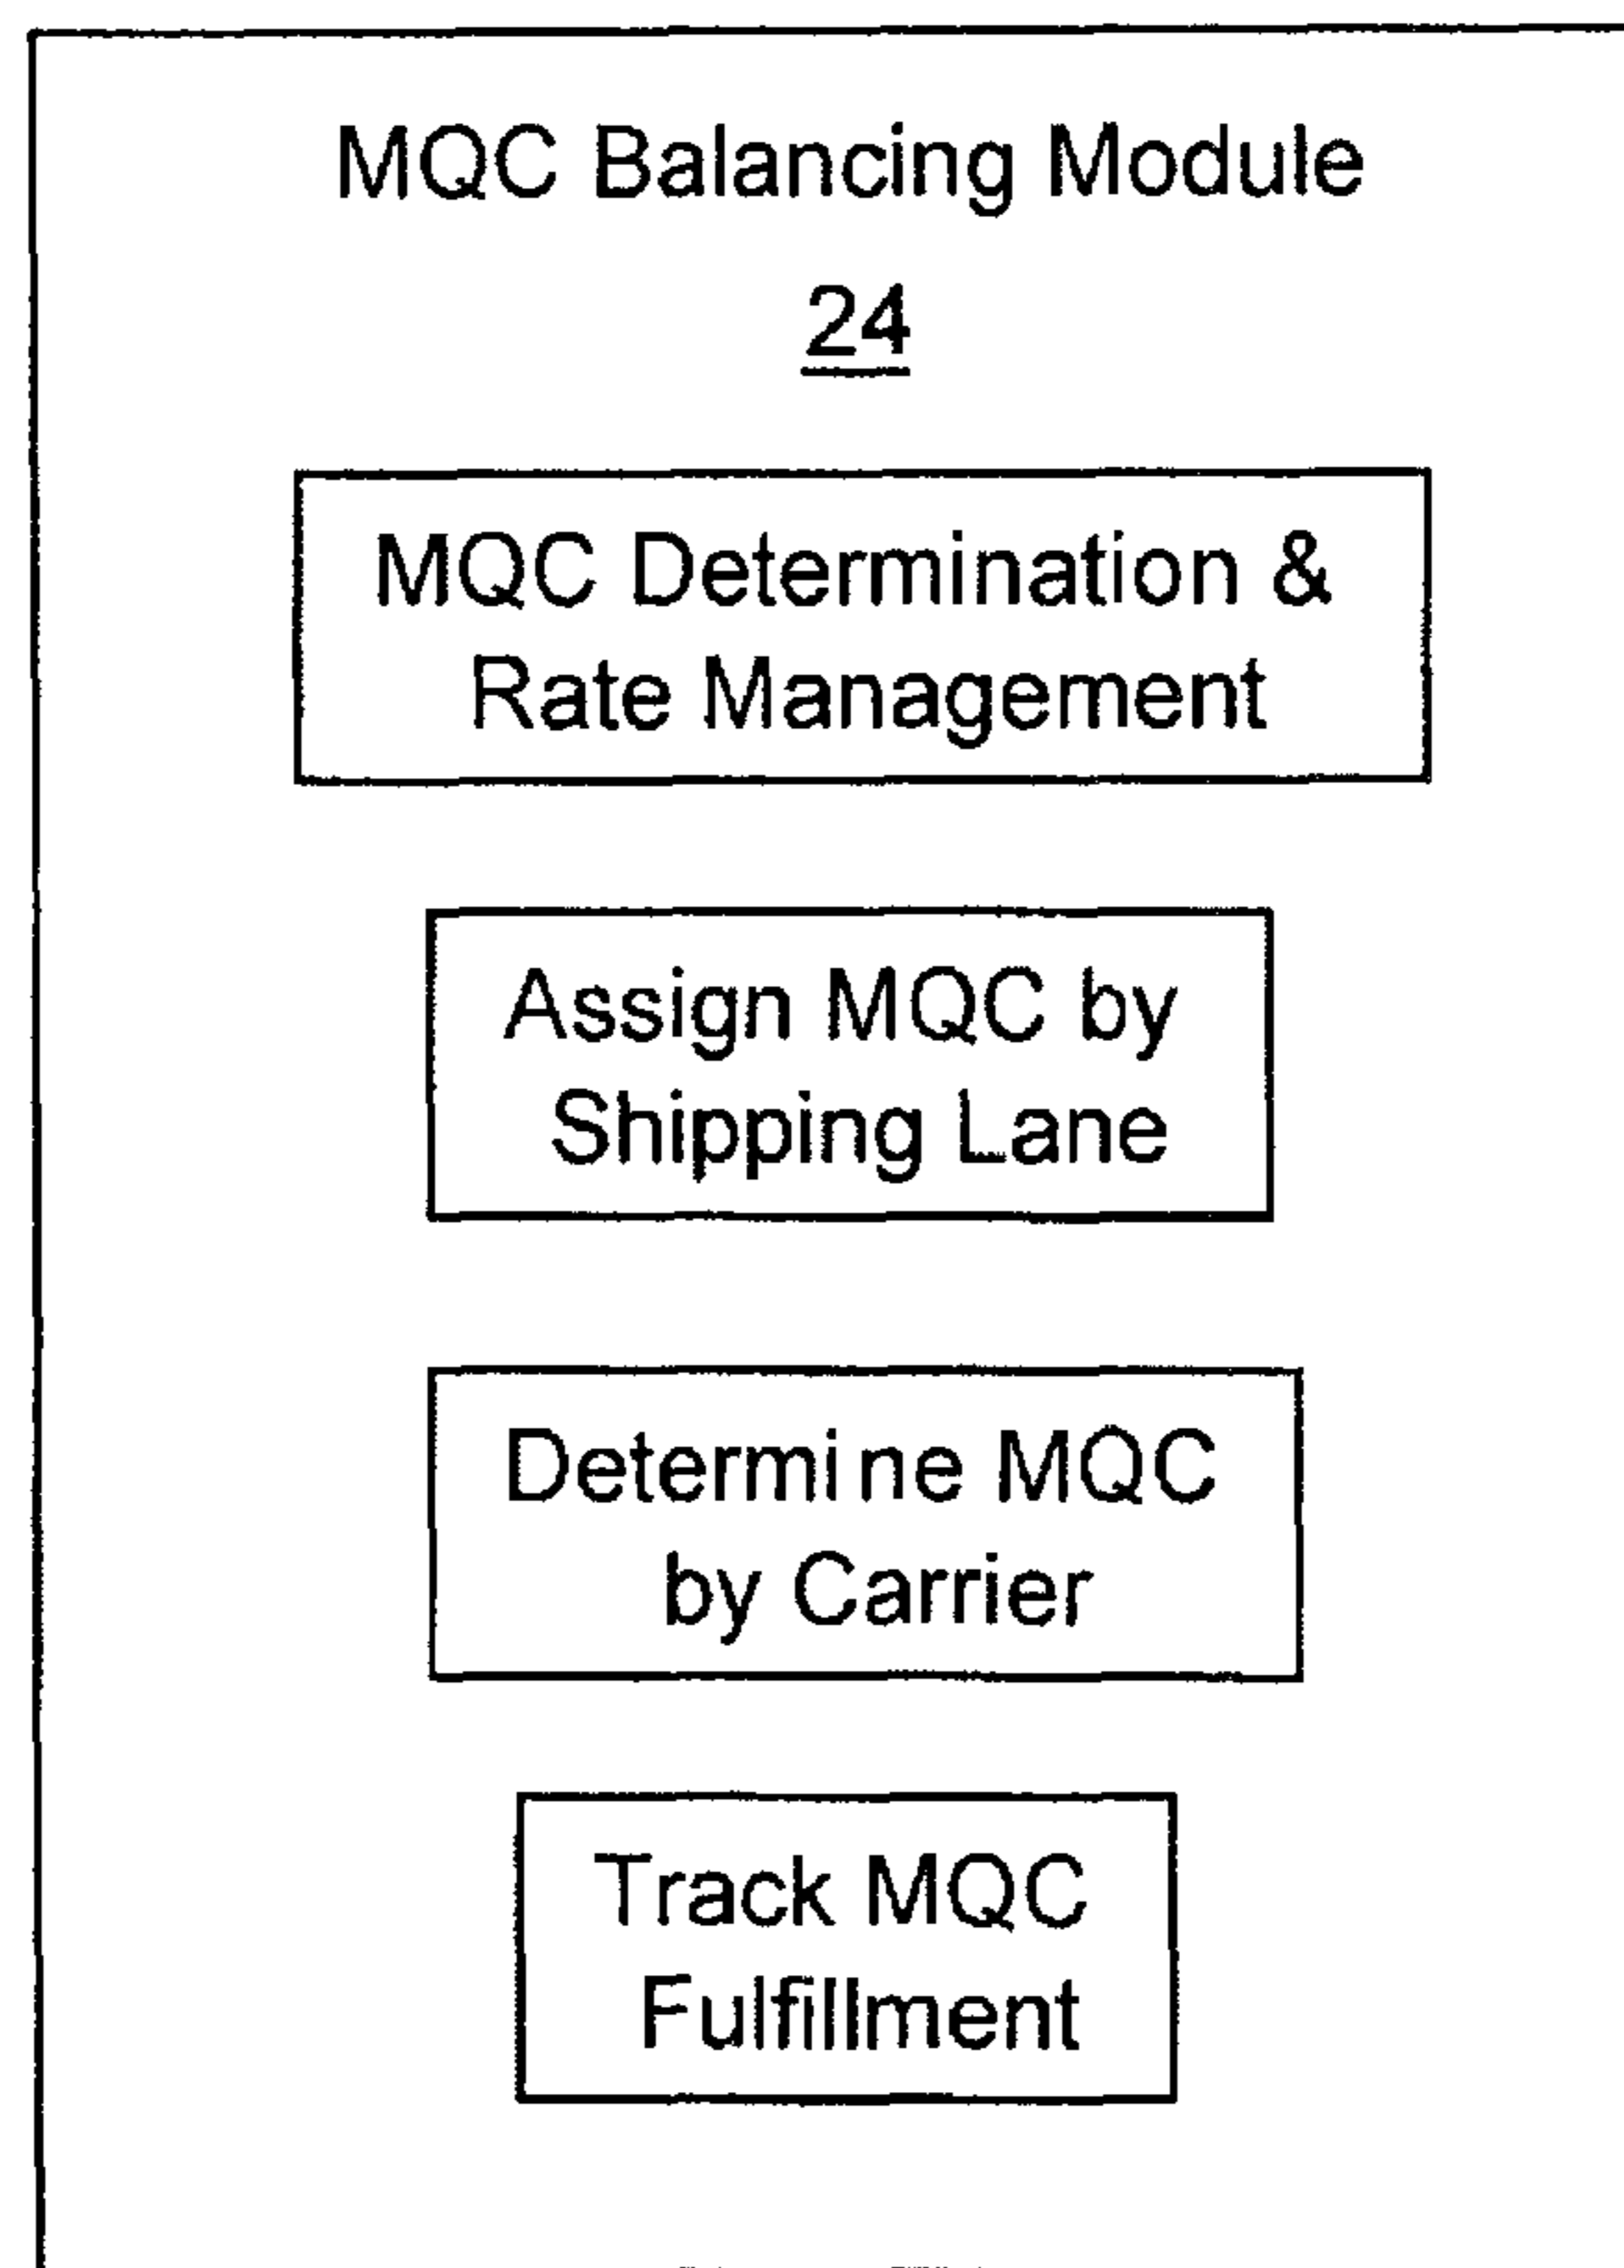 MQC Balancing Module
24
MQC Determination &
Rate Management
Assign MQC by
Shipping Lane
Determine MQC
by Carrier
Track MQC
Fulfillment